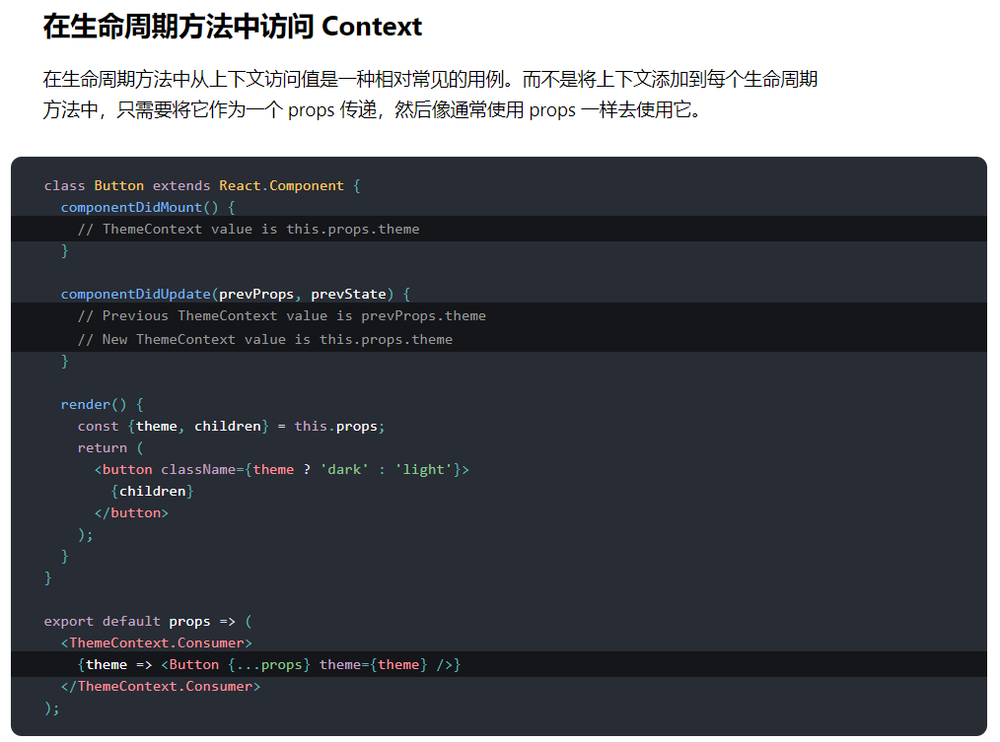 在生命周期方法中访问 Context
在生命周期方法中从上下文访问值是一种相对常见的用例。而不是将上下文添加到每个生命周期
方法中，只需要将它作为一个 props 传递，然后像通常使用 props 一样去使用它。
class Button extends React.Component {
  componentDidMount() {
    // ThemeContext value is this.props.theme
  }

  componentDidUpdate(prevProps, prevState) {
    // Previous ThemeContext value is prevProps.theme
    // New ThemeContext value is this.props.theme
  }

  render() {
    const {theme, children} = this.props;
    return (
      <button className={theme ? 'dark' : 'light'}>
        {children}
      </button>
    );
  }
}

export default props => (
  <ThemeContext.Consumer>
    {theme => <Button {...props} theme={theme} />}
  </ThemeContext.Consumer>
);